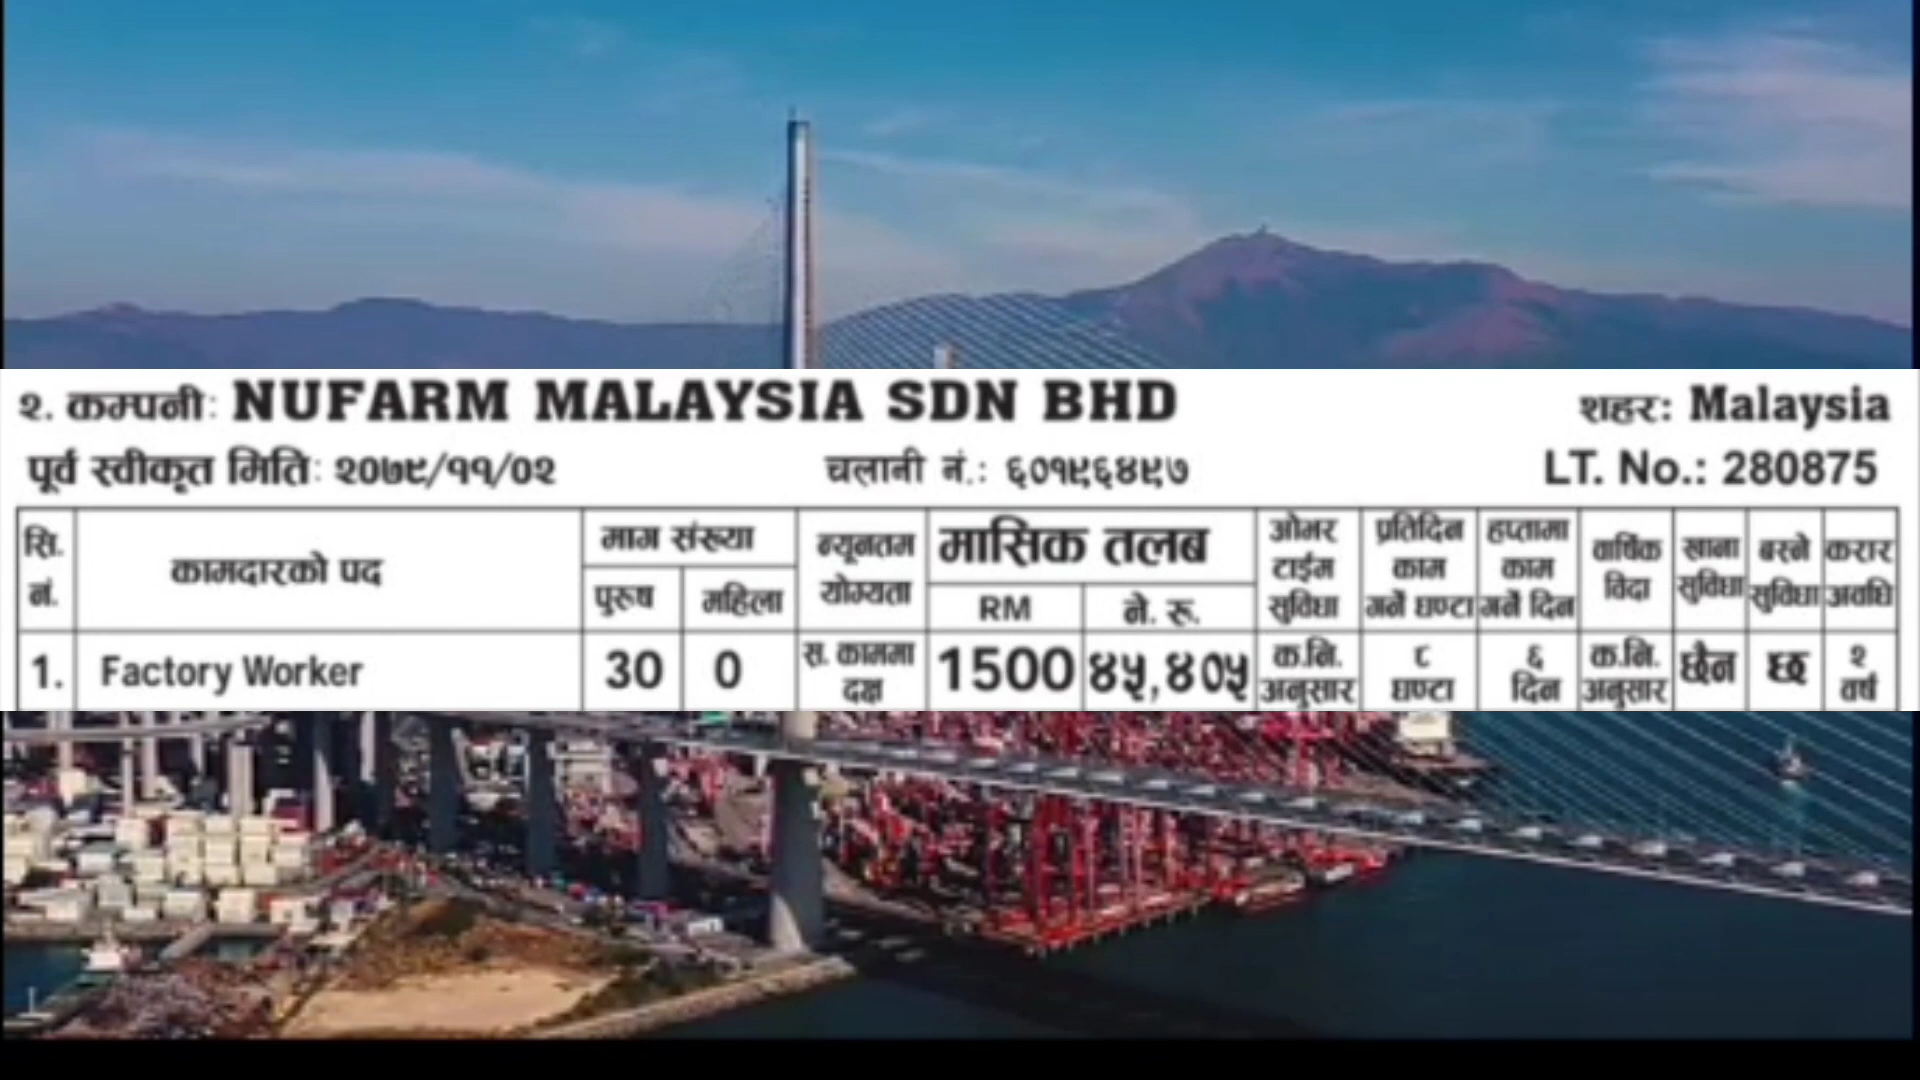 २. कम्पनी: NUFARM MALAYSIA SDN BHD शहर: Malaysia
पूर्व स्वीकृत मिति: २०७९/११/०२ चलानी नं.: ६०१९६४९७ LT. No.: 280875
सि. नं. कामदारको पद माग संख्या पुरुष महिला न्यूनतम योग्यता मासिक तलब RM ने. रू. ओभर टाईम सुविधा प्रतिदिन काम गर्ने घण्टा हप्तामा काम गर्ने दिन वार्षिक विदा खाना सुविधा बस्ने सुविधा करार अवधि
1. Factory Worker 30 0 स. काममा दक्ष 1500 ४५,४०५ क.नि. अनुसार ८ घण्टा ६ दिन क.नि. अनुसार छैन छ २ वर्ष